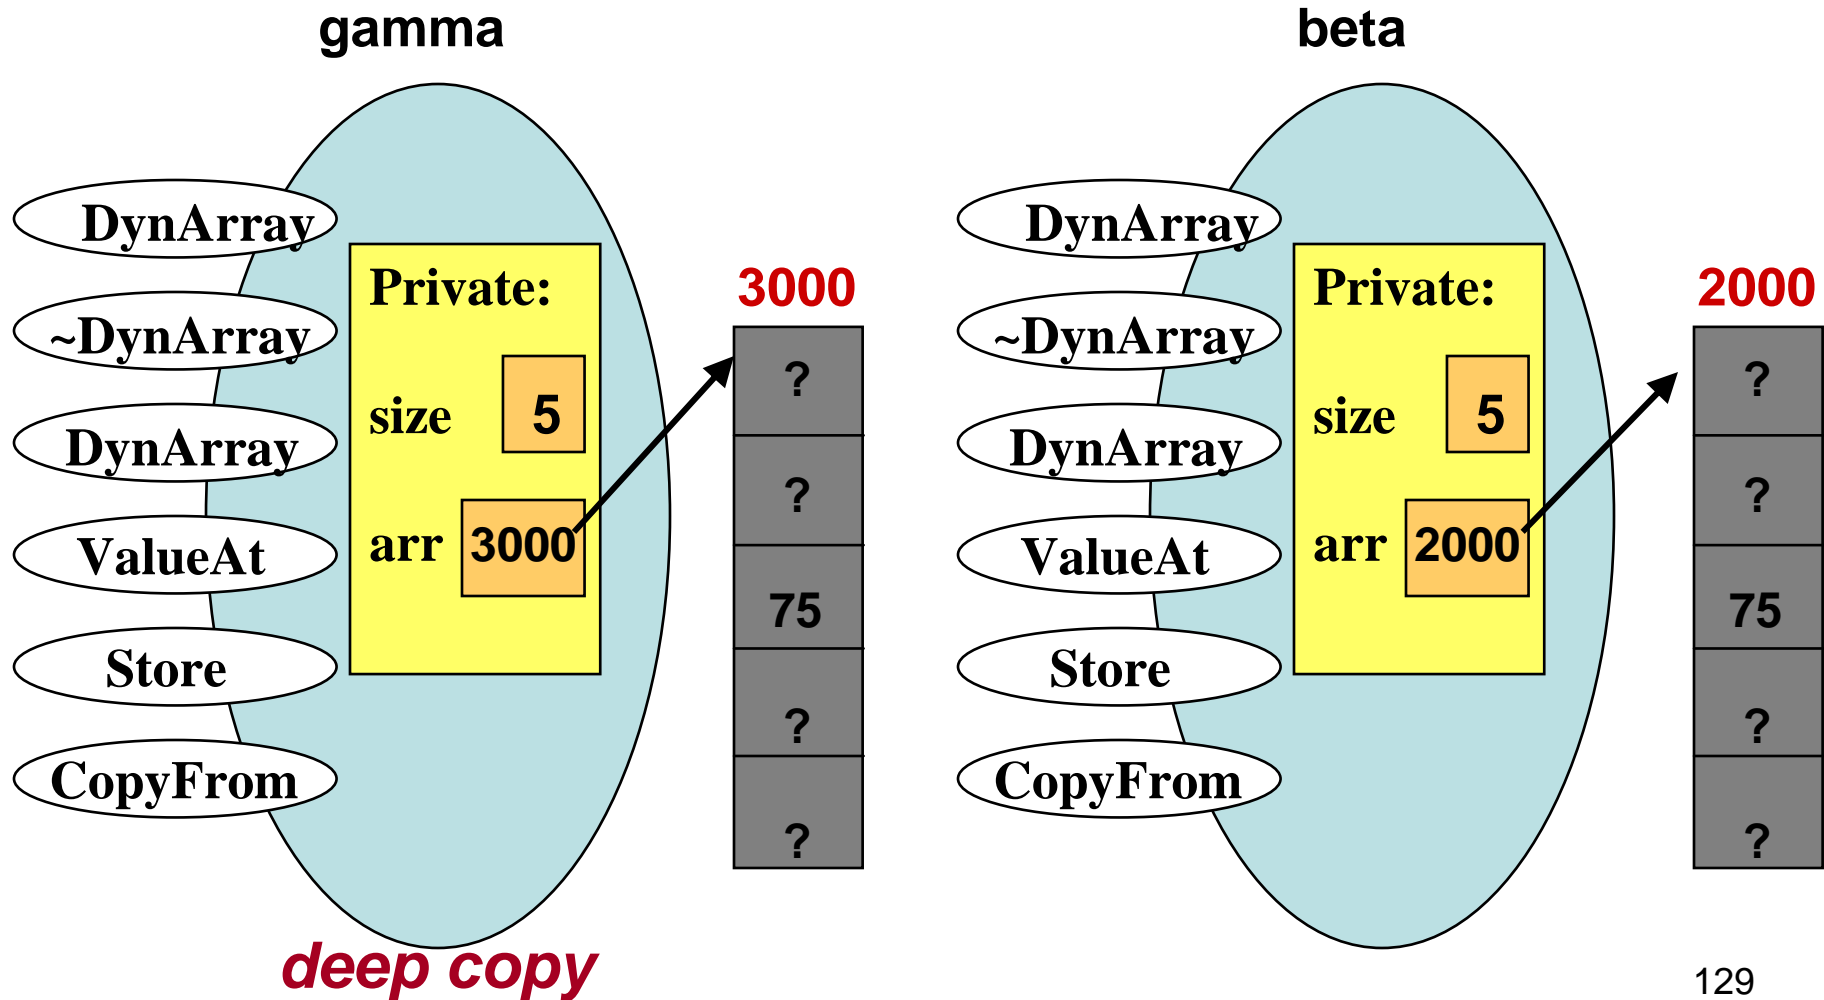 gamma
DynArray
~DynArray
DynArray
ValueAt
Store
CopyFrom
Private:
size 5
arr 3000
3000
?
?
75
?
?
deep copy
beta
DynArray
~DynArray
DynArray
ValueAt
Store
CopyFrom
Private:
size 5
arr 2000
2000
?
?
75
?
?
129